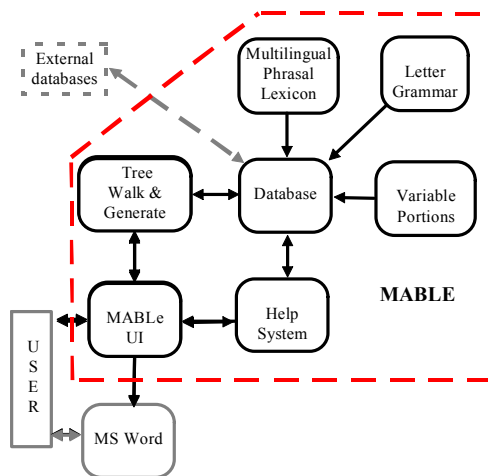 External
databases
Multilingual
Phrasal
Lexicon
Letter
Grammar
Tree
Walk &
Generate
Database
Variable
Portions
MABLE
MABLe
UI
Help
System
U
S
E
R
MS Word